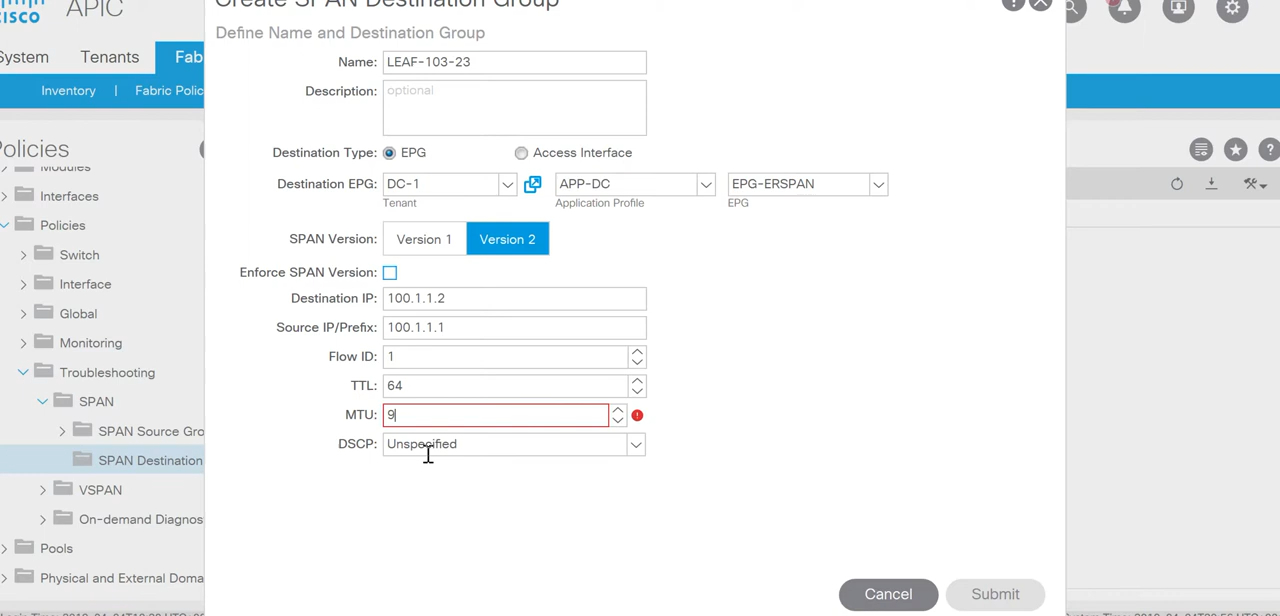 CISCO APIC
Create SPAN Destination Group
System Tenants Fab
Inventory | Fabric Polic
Define Name and Destination Group
Name: LEAF-103-23
Description: optional
Destination Type: EPG Access Interface
Destination EPG: DC-1 APP-DC EPG-ERSPAN
Tenant Application Profile EPG
SPAN Version: Version 1 Version 2
Enforce SPAN Version:
Destination IP: 100.1.1.2
Source IP/Prefix: 100.1.1.1
Flow ID: 1
TTL: 64
MTU: 9
DSCP: Unspecified
Cancel Submit
Policies
Modules
Interfaces
Policies
Switch
Interface
Global
Monitoring
Troubleshooting
SPAN
SPAN Source Gro
SPAN Destination
VSPAN
On-demand Diagnos
Pools
Physical and External Doma